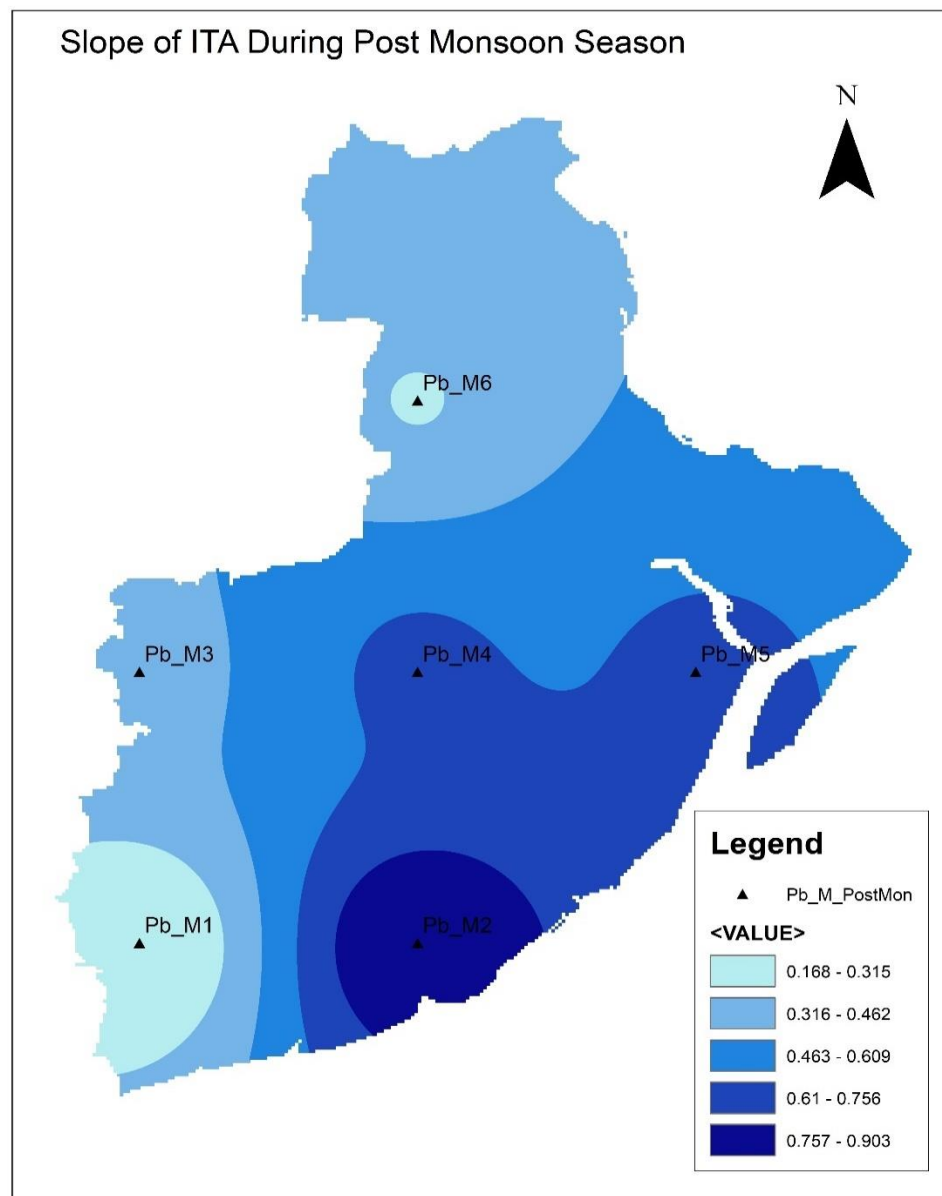 Slope of ITA During Post Monsoon Season
N
Pb_M6
Pb_M3
Pb_M4
Pb_M5
Pb_M1
Pb_M2
Legend
Pb_M_PostMon
<VALUE>
0.168 - 0.315
0.316 - 0.462
0.463 - 0.609
0.61 - 0.756
0.757 - 0.903